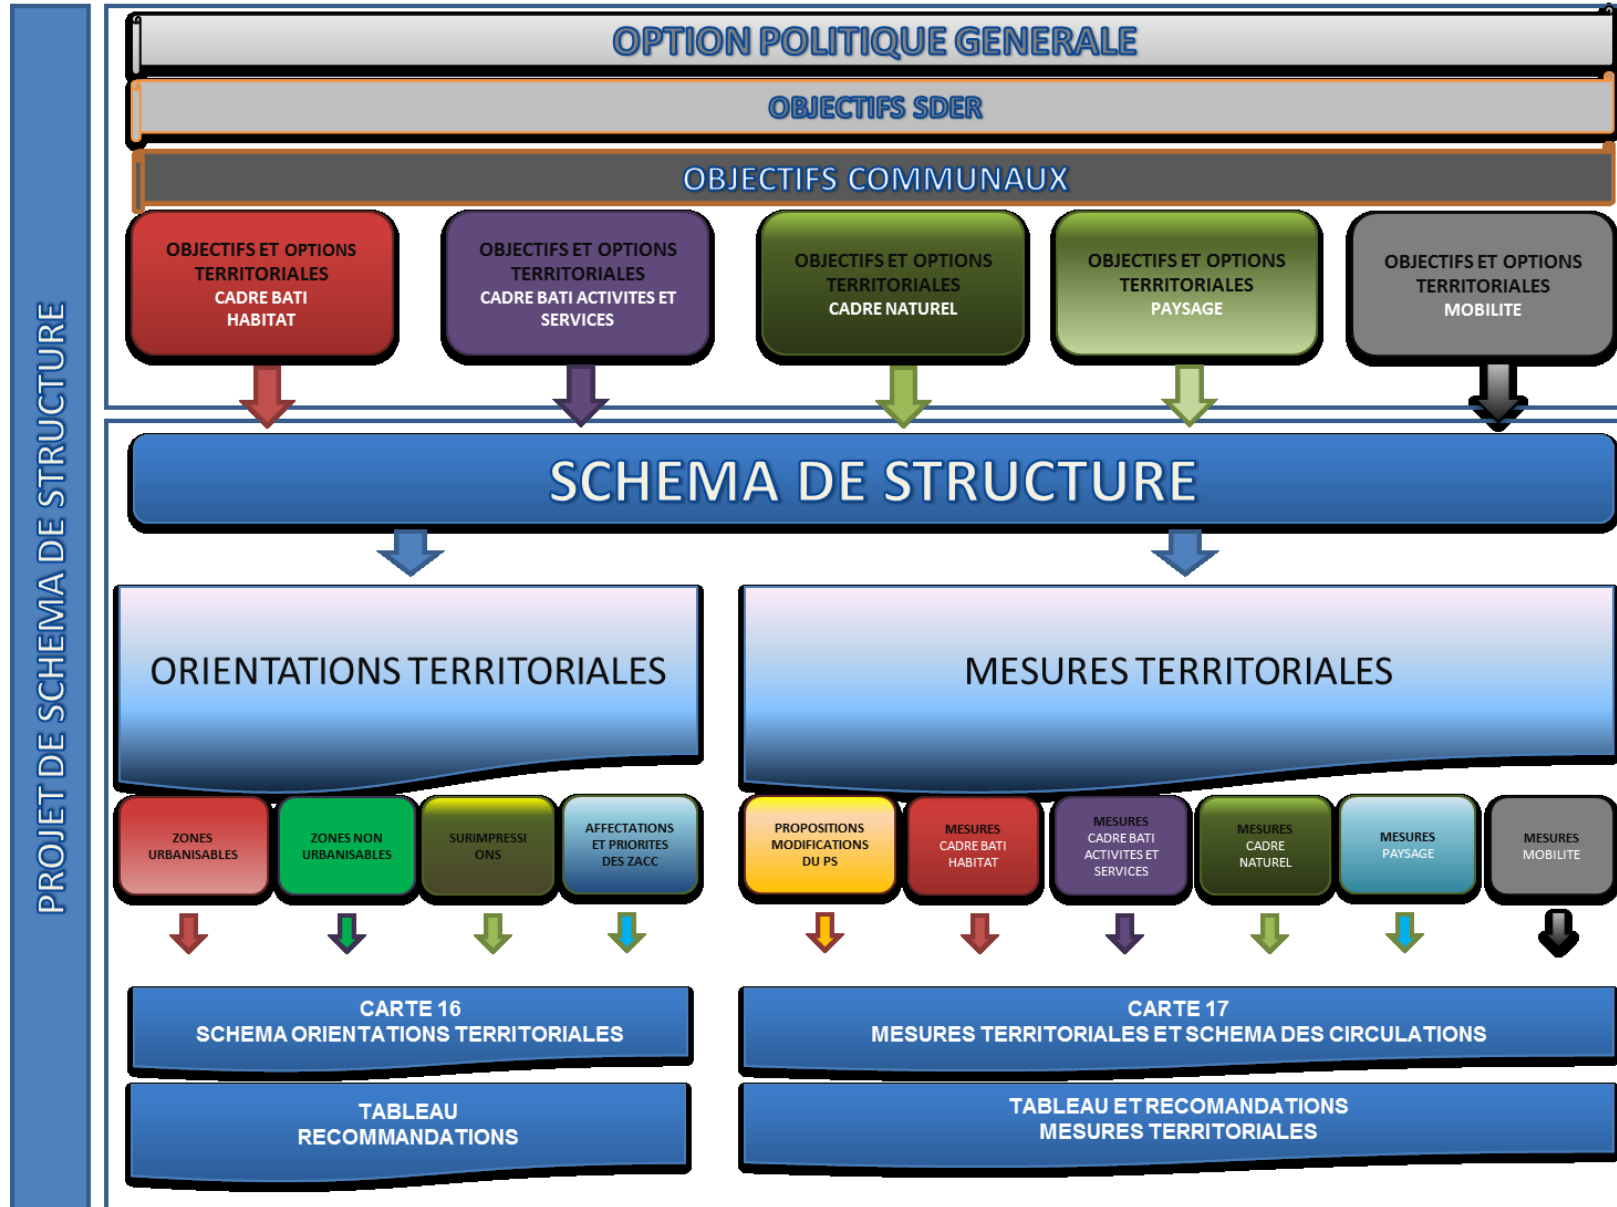 PROJET DE SCHEMA DE STRUCTURE
OPTION POLITIQUE GENERALE
OBJECTIFS SDER
OBJECTIFS COMMUNAUX
OBJECTIFS ET OPTIONS
TERRITORIALES
CADRE BATI
HABITAT
OBJECTIFS ET OPTIONS
TERRITORIALES
CADRE BATI ACTIVITES ET
SERVICES
OBJECTIFS ET OPTIONS
TERRITORIALES
CADRE NATUREL
OBJECTIFS ET OPTIONS
TERRITORIALES
PAYSAGE
OBJECTIFS ET OPTIONS
TERRITORIALES
MOBILITE
SCHEMA DE STRUCTURE
ORIENTATIONS TERRITORIALES
MESURES TERRITORIALES
ZONES
URBANISABLES
ZONES NON
URBANISABLES
SURIMPRESSI
ONS
AFFECTATIONS
ET PRIORITES
DES ZACC
PROPOSITIONS
MODIFICATIONS
DU PS
MESURES
CADRE BATI
HABITAT
MESURES
CADRE BATI
ACTIVITES ET
SERVICES
MESURES
CADRE
NATUREL
MESURES
PAYSAGE
MESURES
MOBILITE
CARTE 16
SCHEMA ORIENTATIONS TERRITORIALES
CARTE 17
MESURES TERRITORIALES ET SCHEMA DES CIRCULATIONS
TABLEAU
RECOMMANDATIONS
TABLEAU ET RECOMANDATIONS
MESURES TERRITORIALES